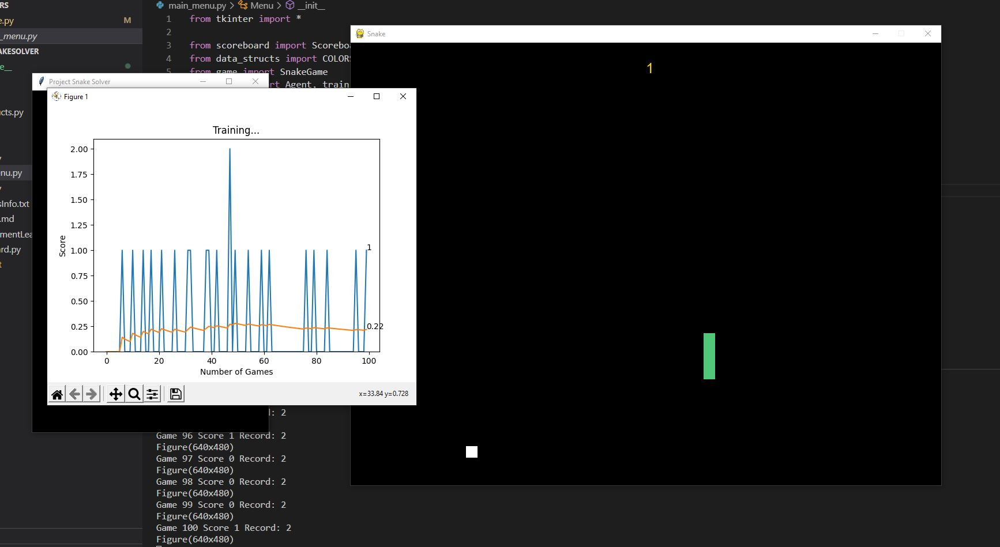 RS
e.py M
_menu.py
AKESOLVER
e__
cts.py
nu.py
sInfo.txt
.md
mentLea
rd.py
t
main_menu.py > Menu > __init__
1 from tkinter import *
2
3 from scoreboard import Scorebo
4 from data_structs import COLORS
5 from game import SnakeGame
rt Agent, train
Project Snake Solver
Figure 1
Training...
Score
2.00
1.75
1.50
1.25
1.00
0.75
0.50
0.25
0.00
1
0.22
0 20 40 60 80 100
Number of Games
x=33.84 y=0.728
Snake
1
d: 2
Game 96 Score 1 Record: 2
Figure(640x480)
Game 97 Score 0 Record: 2
Figure(640x480)
Game 98 Score 0 Record: 2
Figure(640x480)
Game 99 Score 0 Record: 2
Figure(640x480)
Game 100 Score 1 Record: 2
Figure(640x480)